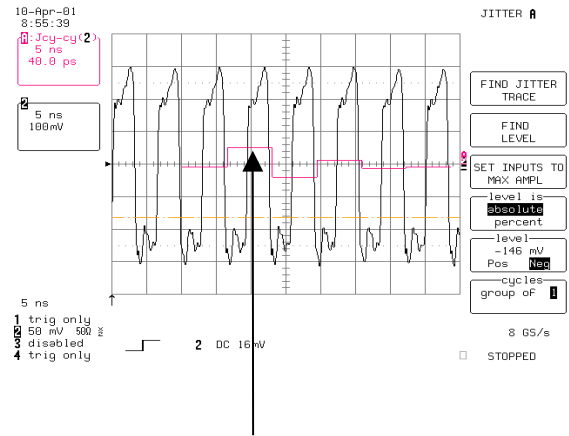 10-Apr-01
8:55:39
JITTER A
A:Jcy-cy(2)
5 ns
40.0 ps
2
5 ns
100mV
FIND JITTER
TRACE
FIND
LEVEL
SET INPUTS TO
MAX AMPL
level is
absolute
percent
level
-146 mV
Pos Neg
cycles
group of 1
A
2
5 ns
1 trig only
2 50 mV 50Ω
3 disabled
4 trig only
2 DC 16mV
8 GS/s
STOPPED